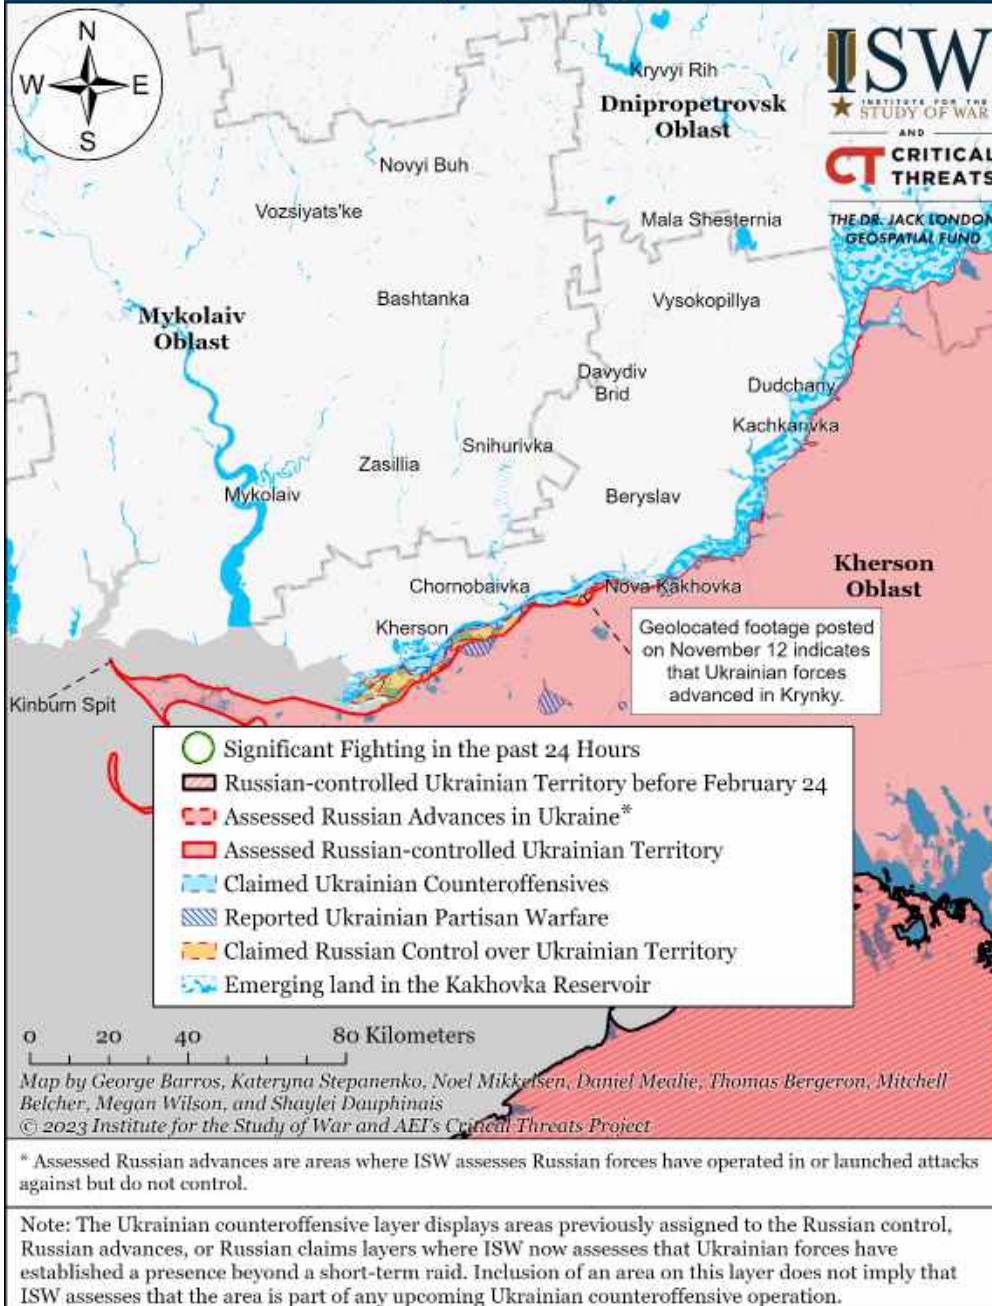 N
W
E
S
ISW
INSTITUTE FOR THE
STUDY OF WAR
AND
CT CRITICAL
THREATS
THE DR. JACK LONDON
GEOSPATIAL FUND
Kryvyi Rih
Dnipropetrovsk
Oblast
Novyi Buh
Vozsiyats'ke
Mala Shesternia
Bashtanka
Vysokopillya
Mykolaiv
Oblast
Davydiv
Brid
Dudchany
Kachkarivka
Snihurivka
Zasillia
Mykolaiv
Beryslav
Kherson
Oblast
Chornobaivka
Nova Kakhovka
Kherson
Geolocated footage posted
on November 12 indicates
that Ukrainian forces
advanced in Krynky.
Kinburn Spit
Significant Fighting in the past 24 Hours
Russian-controlled Ukrainian Territory before February 24
Assessed Russian Advances in Ukraine*
Assessed Russian-controlled Ukrainian Territory
Claimed Ukrainian Counteroffensives
Reported Ukrainian Partisan Warfare
Claimed Russian Control over Ukrainian Territory
Emerging land in the Kakhovka Reservoir
0 20 40 80 Kilometers
Map by George Barros, Kateryna Stepanenko, Noel Mikkelsen, Daniel Mealie, Thomas Bergeron, Mitchell
Belcher, Megan Wilson, and Shaylei Dauphinais
© 2023 Institute for the Study of War and AEI's Critical Threats Project
* Assessed Russian advances are areas where ISW assesses Russian forces have operated in or launched attacks
against but do not control.
Note: The Ukrainian counteroffensive layer displays areas previously assigned to the Russian control,
Russian advances, or Russian claims layers where ISW now assesses that Ukrainian forces have
established a presence beyond a short-term raid. Inclusion of an area on this layer does not imply that
ISW assesses that the area is part of any upcoming Ukrainian counteroffensive operation.